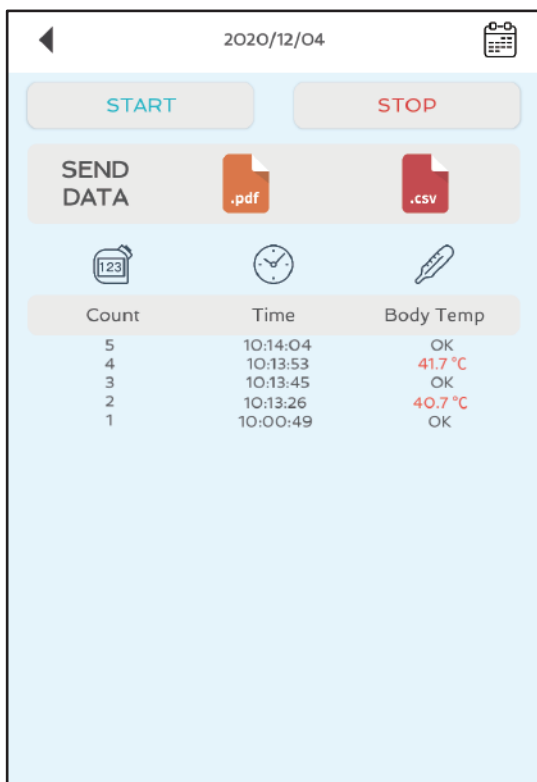 2020/12/04
START STOP
SEND
DATA
.pdf .csv
123
Count Time Body Temp
5 10:14:04 OK
4 10:13:53 41.7 °C
3 10:13:45 OK
2 10:13:26 40.7 °C
1 10:00:49 OK